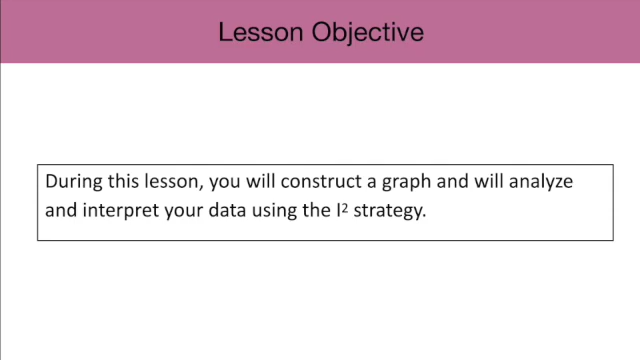 Lesson Objective
During this lesson, you will construct a graph and will analyze
and interpret your data using the I² strategy.